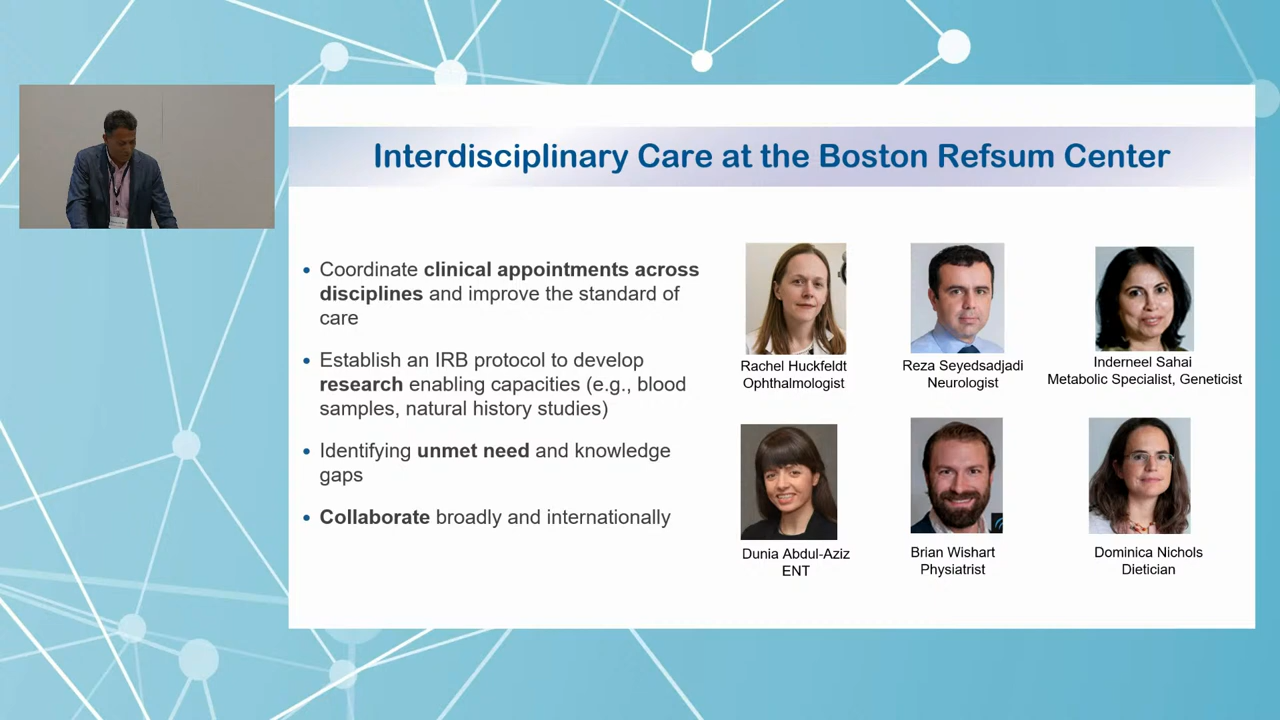 Interdisciplinary Care at the Boston Refsum Center
• Coordinate clinical appointments across
disciplines and improve the standard of
care
• Establish an IRB protocol to develop
research enabling capacities (e.g., blood
samples, natural history studies)
• Identifying unmet need and knowledge
gaps
• Collaborate broadly and internationally
Rachel Huckfeldt
Ophthalmologist
Reza Seyedsadjadi
Neurologist
Inderneel Sahai
Metabolic Specialist, Geneticist
Dunia Abdul-Aziz
ENT
Brian Wishart
Physiatrist
Dominica Nichols
Dietician